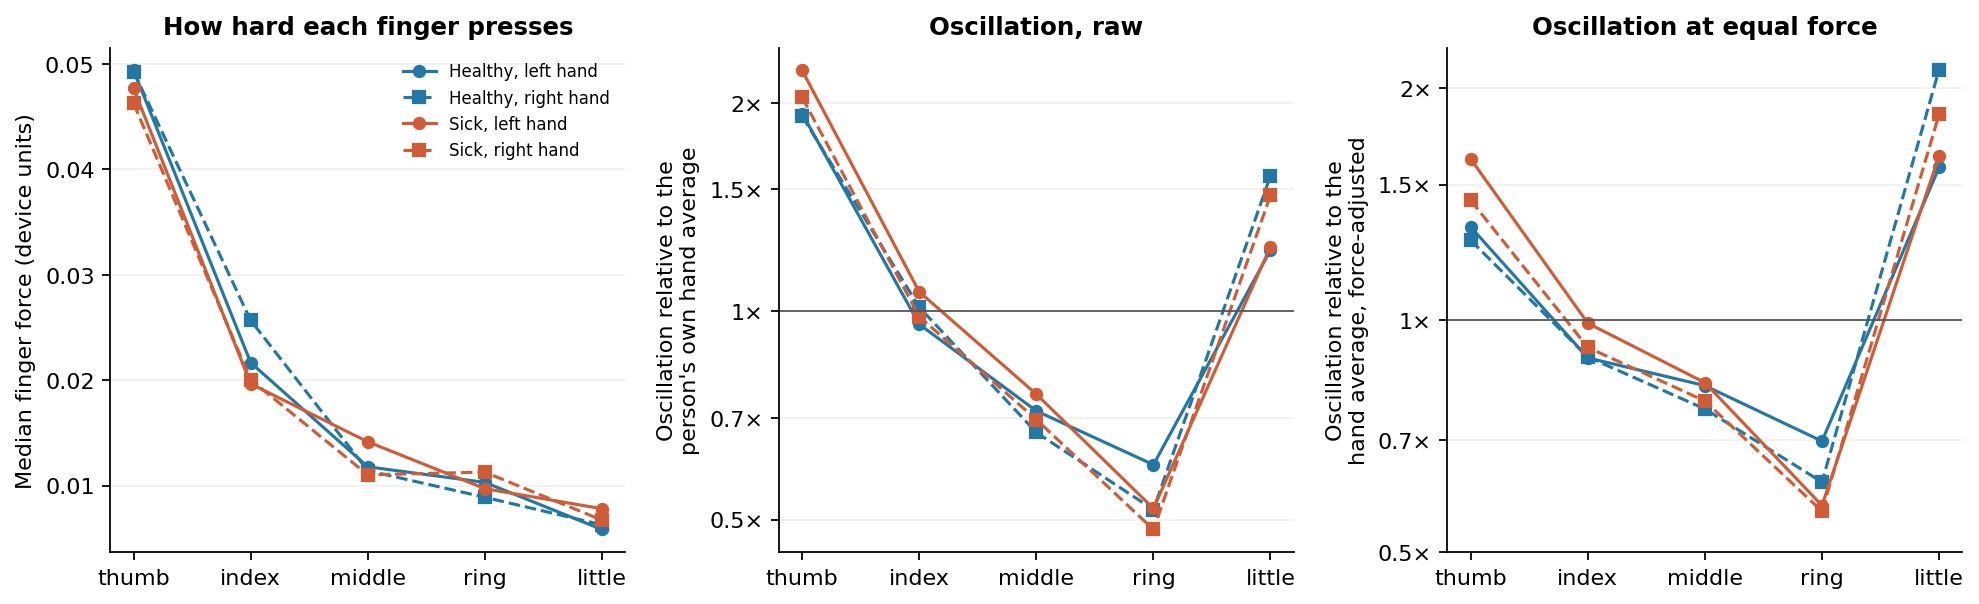 How hard each finger presses
Median finger force (device units)
0.05
0.04
0.03
0.02
0.01
Healthy, left hand
Healthy, right hand
Sick, left hand
Sick, right hand
thumb
index
middle
ring
little
Oscillation, raw
Oscillation relative to the
person's own hand average
2×
1.5×
1×
0.7×
0.5×
thumb
index
middle
ring
little
Oscillation at equal force
Oscillation relative to the
hand average, force-adjusted
2×
1.5×
1×
0.7×
0.5×
thumb
index
middle
ring
little